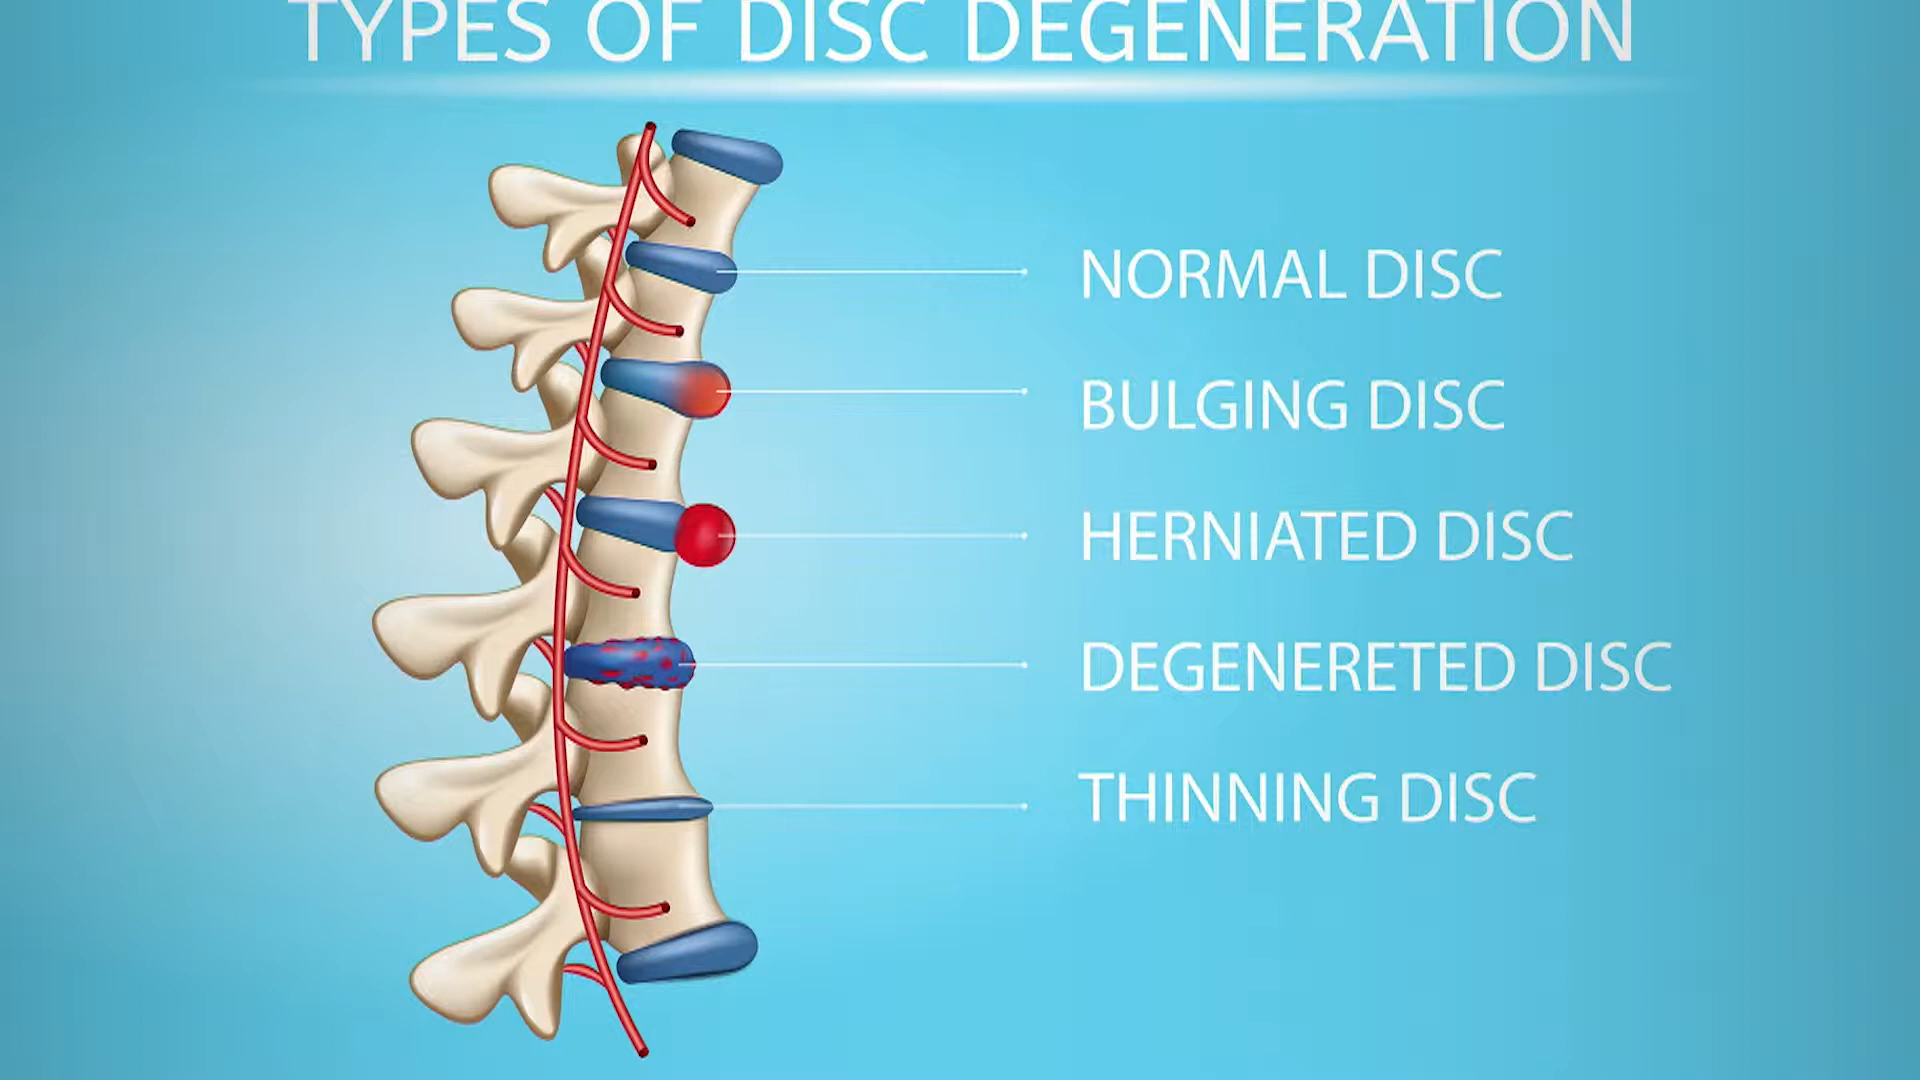 TYPES OF DISC DEGENERATION
NORMAL DISC
BULGING DISC
HERNIATED DISC
DEGENERETED DISC
THINNING DISC